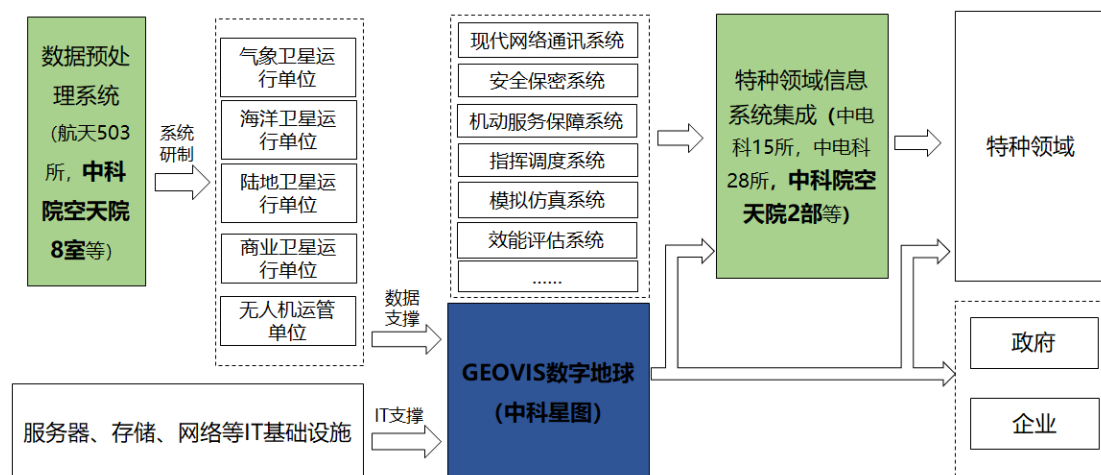 数据预处
理系统
（航天503
所，中科
院空天院
8室等）
系统
研制
气象卫星运
行单位
海洋卫星运
行单位
陆地卫星运
行单位
商业卫星运
行单位
无人机运管
单位
数据
支撑
服务器、存储、网络等IT基础设施
IT支撑
现代网络通讯系统
安全保密系统
机动服务保障系统
指挥调度系统
模拟仿真系统
效能评估系统
......
GEOVIS数字地球
（中科星图）
特种领域信息
系统集成（中电
科15所，中电科
28所，中科院空
天院2部等）
特种领域
政府
企业